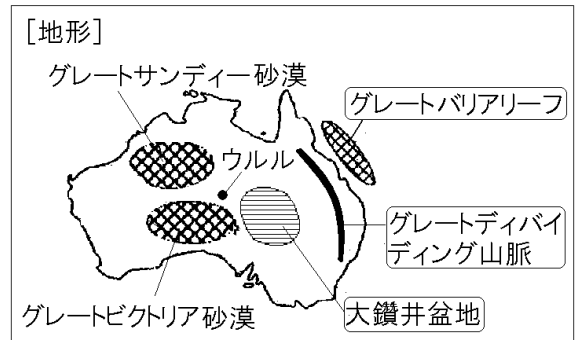 [地形]
グレートサンディー砂漠
グレートバリアリーフ
ウルル
グレートディバイ
ディング山脈
グレートビクトリア砂漠
大鑽井盆地